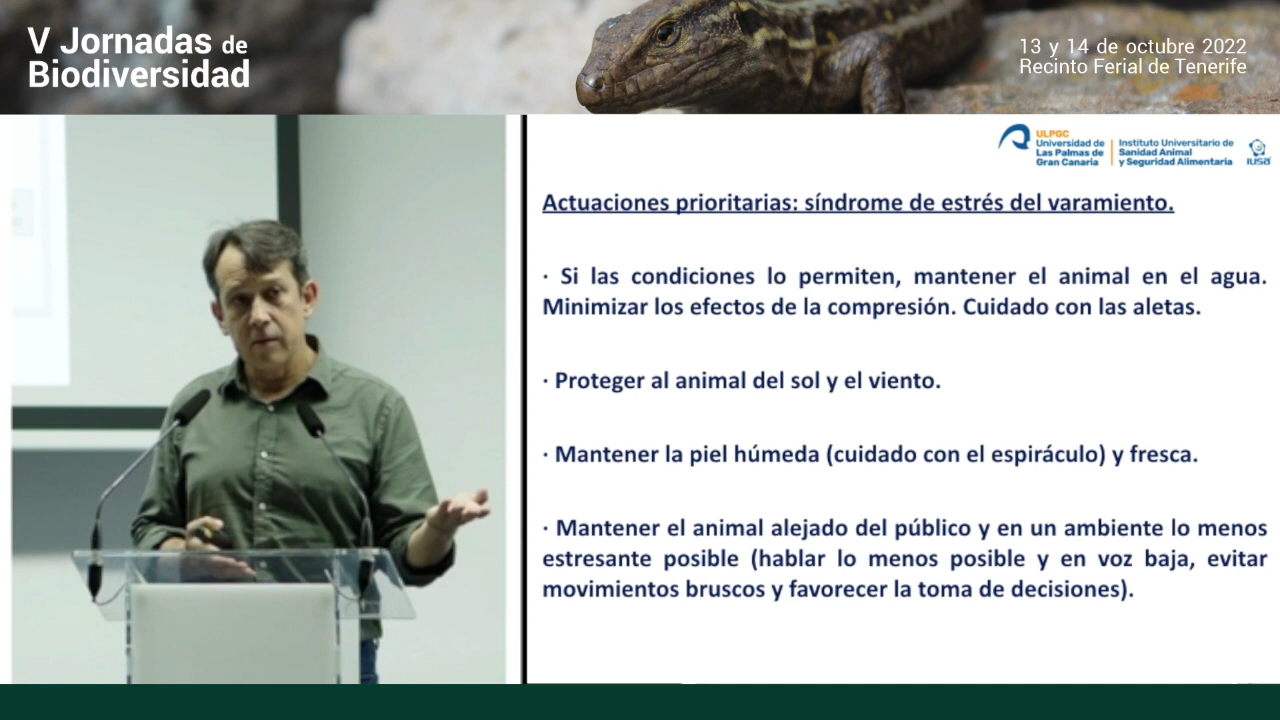 V Jornadas de
Biodiversidad
13 y 14 de octubre 2022
Recinto Ferial de Tenerife
ULPGC
Universidad de
Las Palmas de
Gran Canaria
Instituto Universitario de
Sanidad Animal
y Seguridad Alimentaria
IUSA
Actuaciones prioritarias: síndrome de estrés del varamiento.
· Si las condiciones lo permiten, mantener el animal en el agua.
Minimizar los efectos de la compresión. Cuidado con las aletas.
· Proteger al animal del sol y el viento.
· Mantener la piel húmeda (cuidado con el espiráculo) y fresca.
· Mantener el animal alejado del público y en un ambiente lo menos
estresante posible (hablar lo menos posible y en voz baja, evitar
movimientos bruscos y favorecer la toma de decisiones).